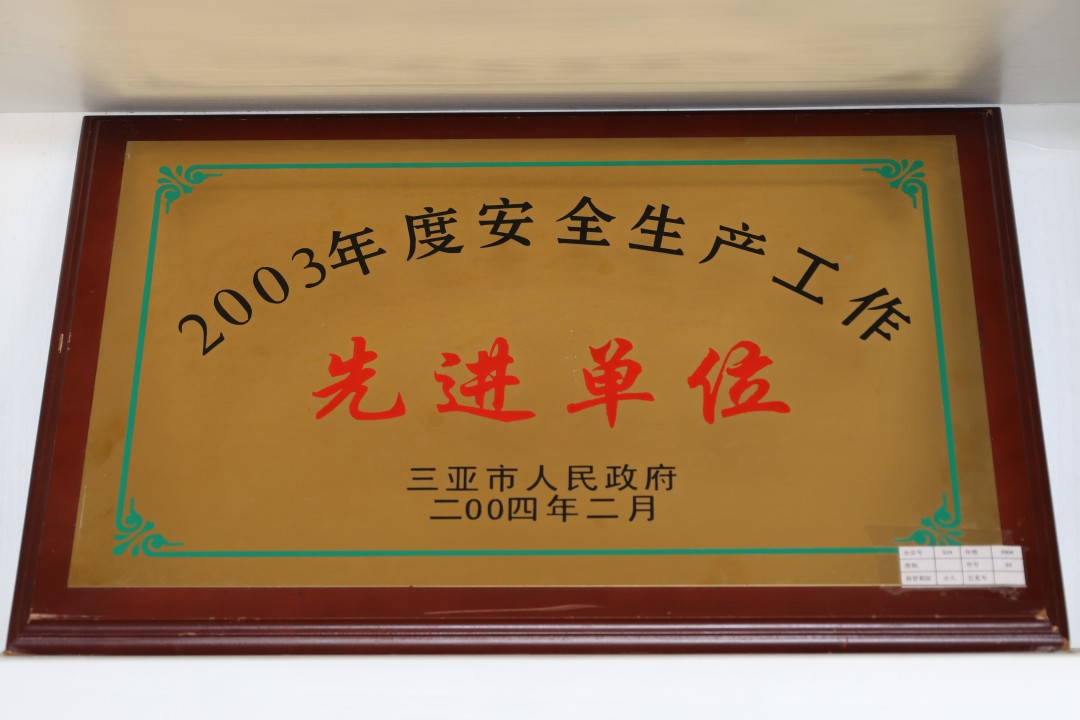 2003年度安全生产工作
先进单位
三亚市人民政府
二00四年二月